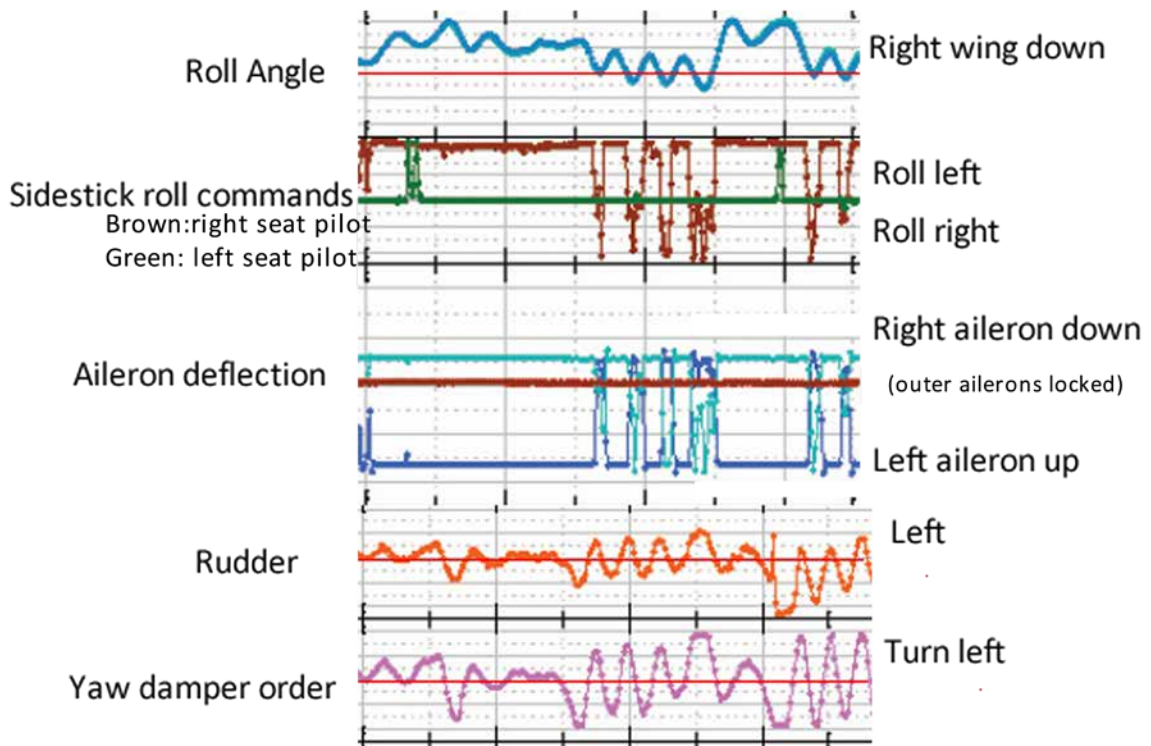 Roll Angle
Right wing down
Sidestick roll commands
Brown:right seat pilot
Green: left seat pilot
Roll left
Roll right
Aileron deflection
Right aileron down
(outer ailerons locked)
Left aileron up
Rudder
Left
Yaw damper order
Turn left